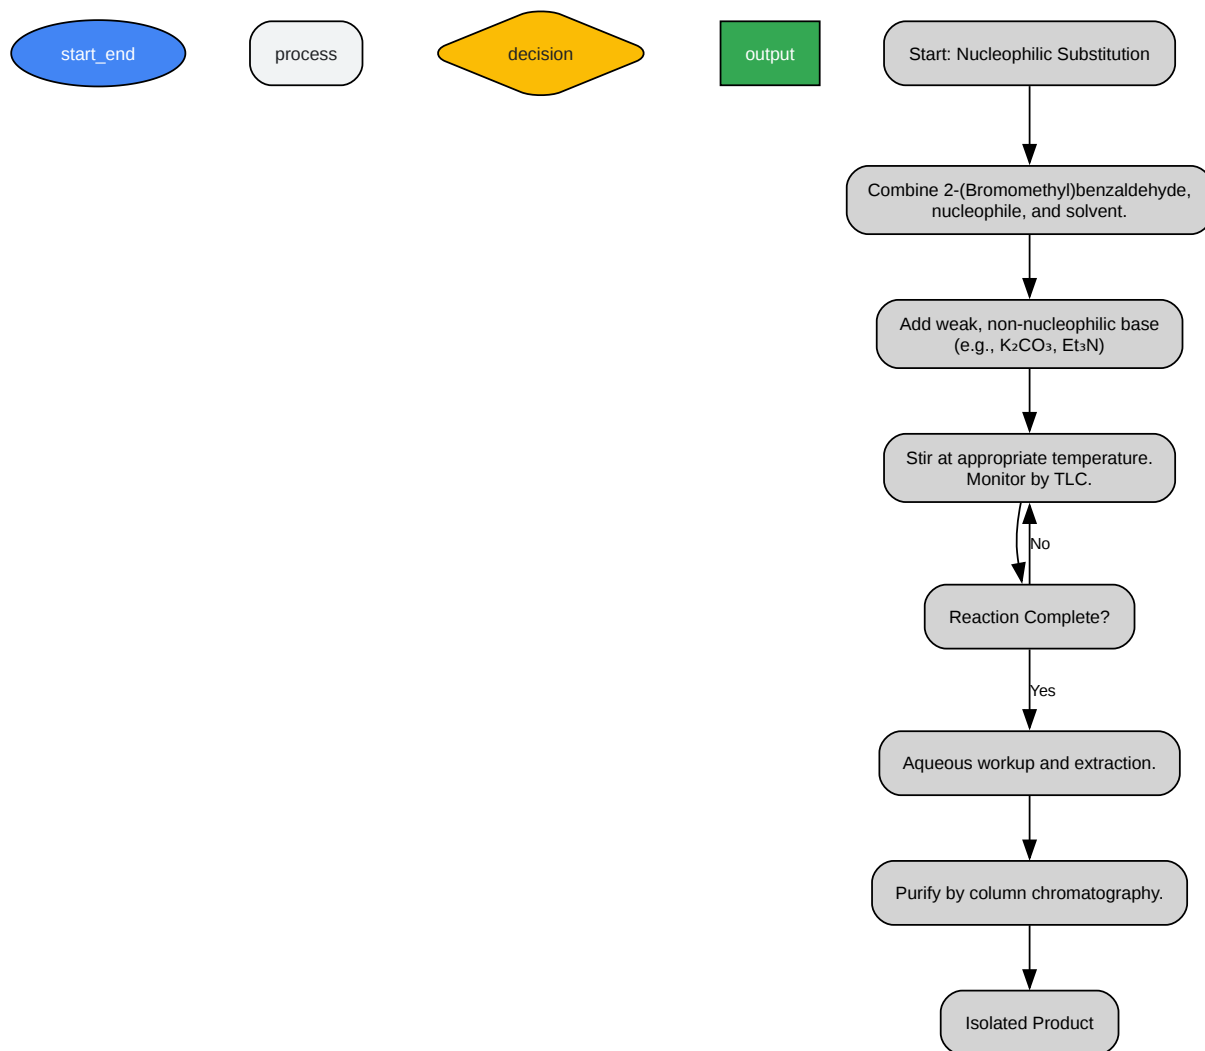 start_end
process
decision
output
Start: Nucleophilic Substitution
Combine 2-(Bromomethyl)benzaldehyde,
nucleophile, and solvent.
Add weak, non-nucleophilic base
(e.g., K₂CO₃, Et₃N)
Stir at appropriate temperature.
Monitor by TLC.
No
Reaction Complete?
Yes
Aqueous workup and extraction.
Purify by column chromatography.
Isolated Product